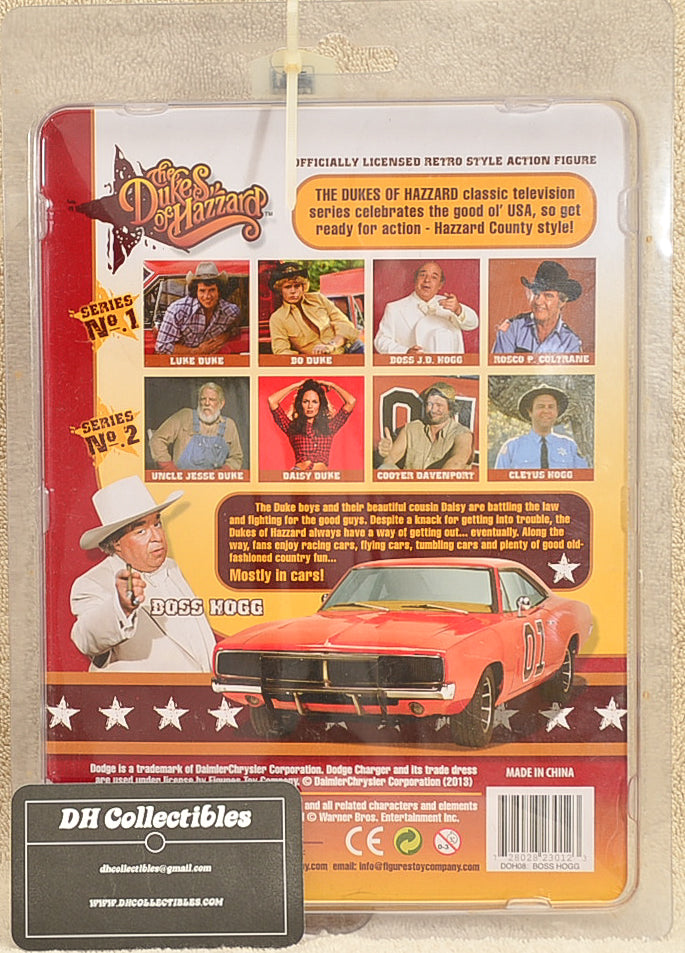 OFFICIALLY LICENSED RETRO STYLE ACTION FIGURE
the
Dukes
of Hazzard
TM
THE DUKES OF HAZZARD classic television
series celebrates the good ol' USA, so get
ready for action - Hazzard County style!
SERIES
No.1
LUKE DUKE
BO DUKE
BOSS J.D. HOGG
ROSCO P. COLTRANE
SERIES
No.2
UNCLE JESSE DUKE
DAISY DUKE
COOTER DAVENPORT
CLETUS HOGG
The Duke boys and their beautiful cousin Daisy are battling the law
and fighting for the good guys. Despite a knack for getting into trouble, the
Dukes of Hazzard always have a way of getting out... eventually. Along the
way, fans enjoy racing cars, flying cars, tumbling cars and plenty of good old-
fashioned country fun...
Mostly in cars!
BOSS HOGG
01
Dodge is a trademark of DaimlerChrysler Corporation. Dodge Charger and its trade dress
are used under license by Figures Toy Company. © DaimlerChrysler Corporation (2013)
MADE IN CHINA
and all related characters and elements
© Warner Bros. Entertainment Inc.
CE
0-3
ny.com email: info@figurestoycompany.com
1 28028 23012 3
DOH08: BOSS HOGG
DH Collectibles
dhcollectibles@gmail.com
WWW.DHCOLLECTIBLES.COM